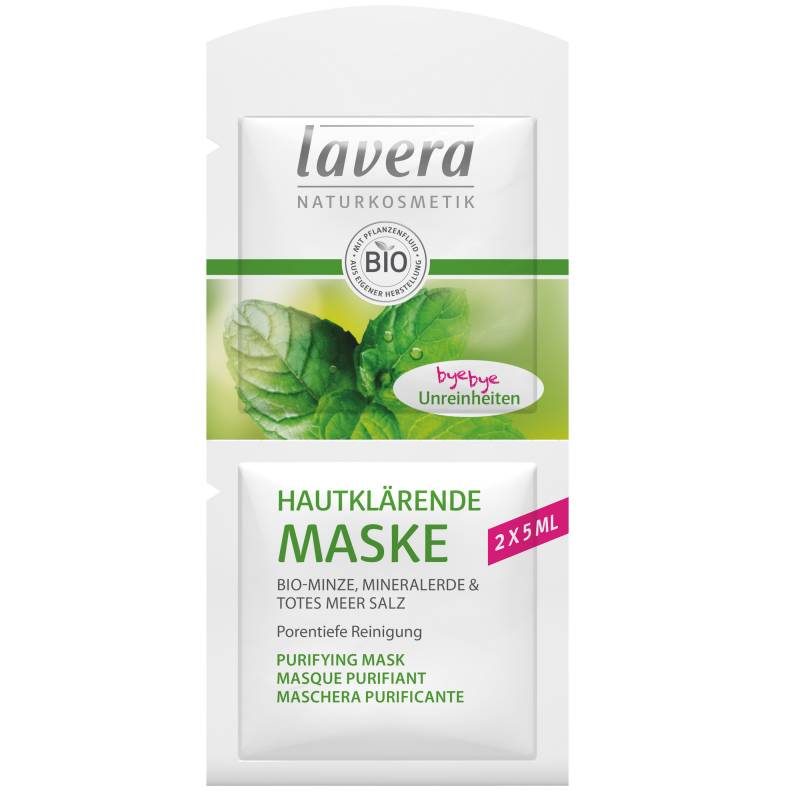 lavera
NATURKOSMETIK
• MIT PFLANZENFLUID •
BIO
AUS EIGENER HERSTELLUNG
byebye
Unreinheiten
HAUTKLÄRENDE
MASKE
2 X 5 ML
BIO-MINZE, MINERALERDE &
TOTES MEER SALZ
Porentiefe Reinigung
PURIFYING MASK
MASQUE PURIFIANT
MASCHERA PURIFICANTE